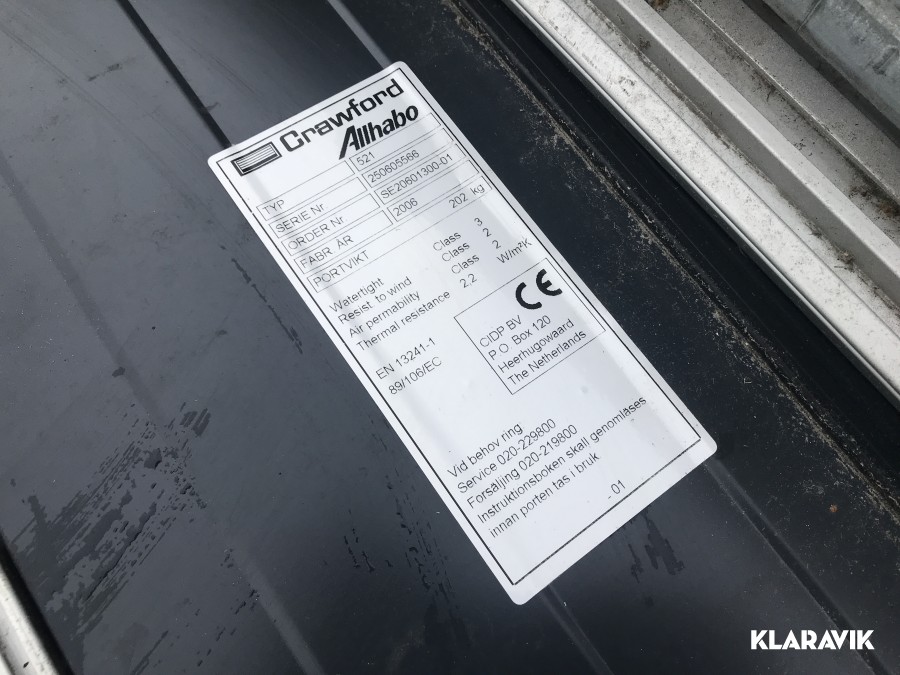 Crawford
Allhabo
TYP 521
SERIE Nr 250605566
ORDER Nr SE20601300-01
FABR. ÅR 2006
PORTVIKT 202 kg
Watertight Class 3
Resist. to wind Class 2
Air permability Class 2
Thermal resistance 2.2 W/m²K
EN 13241-1
89/106/EC
CE
CIDP BV
P.O. Box 120
Heerhugowaard
The Netherlands
Vid behov ring
Service 020-229800
Försäljing 020-219800
Instruktionsboken skall genomläses
innan porten tas i bruk
-01
KLARAVIK